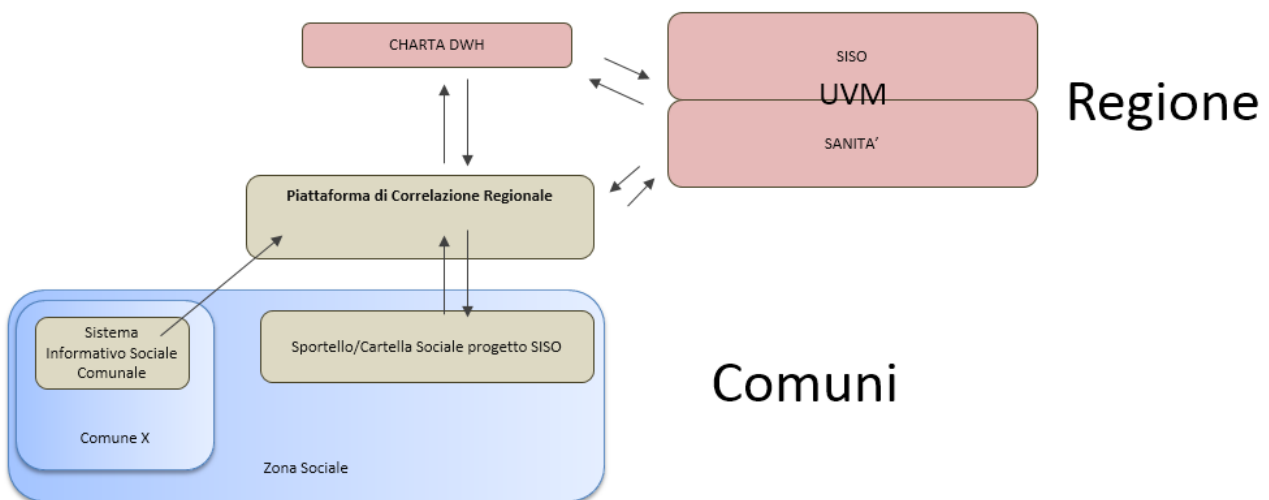 CHARTA DWH
SISO
UVM
SANITA’
Regione
Piattaforma di Correlazione Regionale
Sistema
Informativo Sociale
Comunale
Sportello/Cartella Sociale progetto SISO
Comuni
Comune X
Zona Sociale